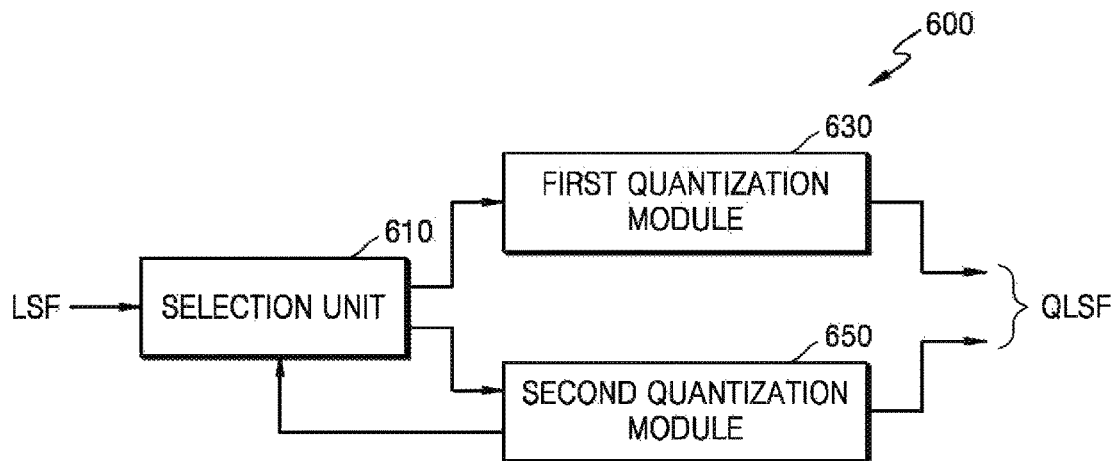 600
630
FIRST QUANTIZATION
MODULE
610
LSF
SELECTION UNIT
QLSF
650
SECOND QUANTIZATION
MODULE